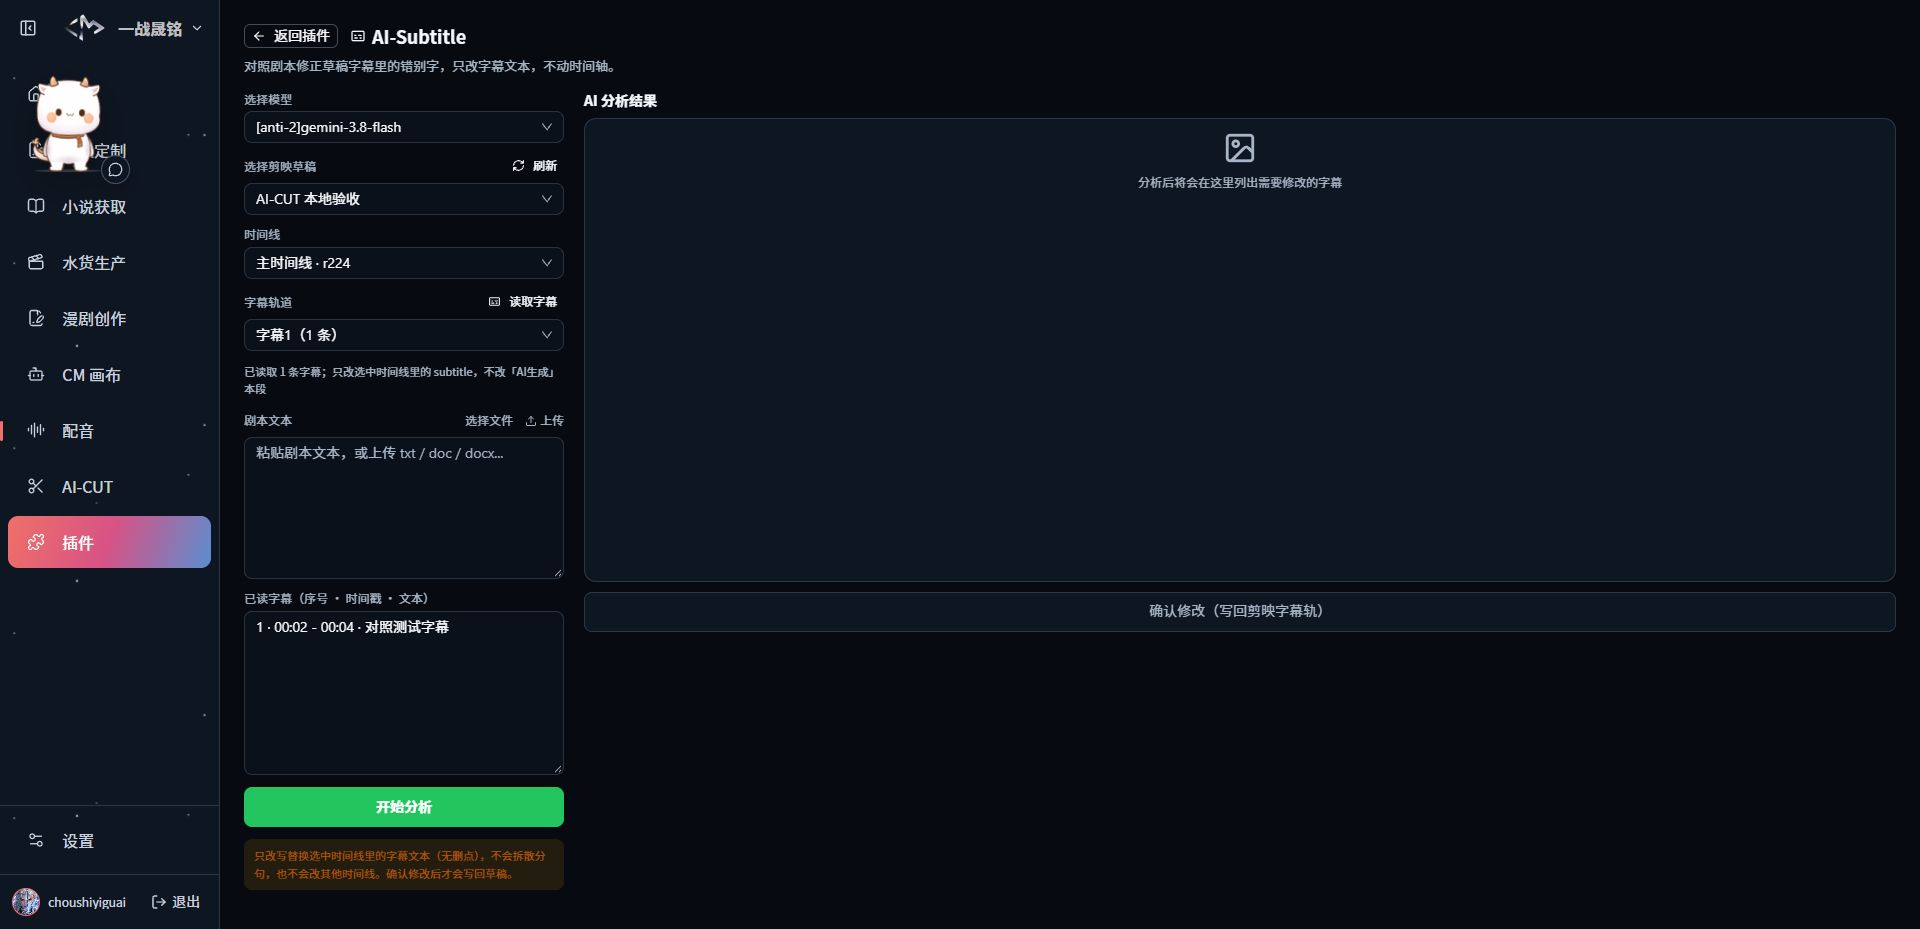 一战晟铭
定制
小说获取
水货生产
漫剧创作
CM 画布
配音
AI-CUT
插件
设置
choushiyiguai
退出
返回插件
AI-Subtitle
对照剧本修正草稿字幕里的错别字，只改字幕文本，不动时间轴。
选择模型
[anti-2]gemini-3.8-flash
选择剪映草稿
刷新
AI-CUT 本地验收
时间线
主时间线 · r224
字幕轨道
读取字幕
字幕1（1 条）
已读取 1 条字幕；只改选中时间线里的 subtitle，不改「AI生成」
本段
剧本文本
选择文件
上传
粘贴剧本文本，或上传 txt / doc / docx...
已读字幕（序号 · 时间戳 · 文本）
1 · 00:02 - 00:04 · 对照测试字幕
开始分析
只改写替换选中时间线里的字幕文本（无删点），不会拆散分
句，也不会改其他时间线。确认修改后才会写回草稿。
AI 分析结果
分析后将会在这里列出需要修改的字幕
确认修改（写回剪映字幕轨）